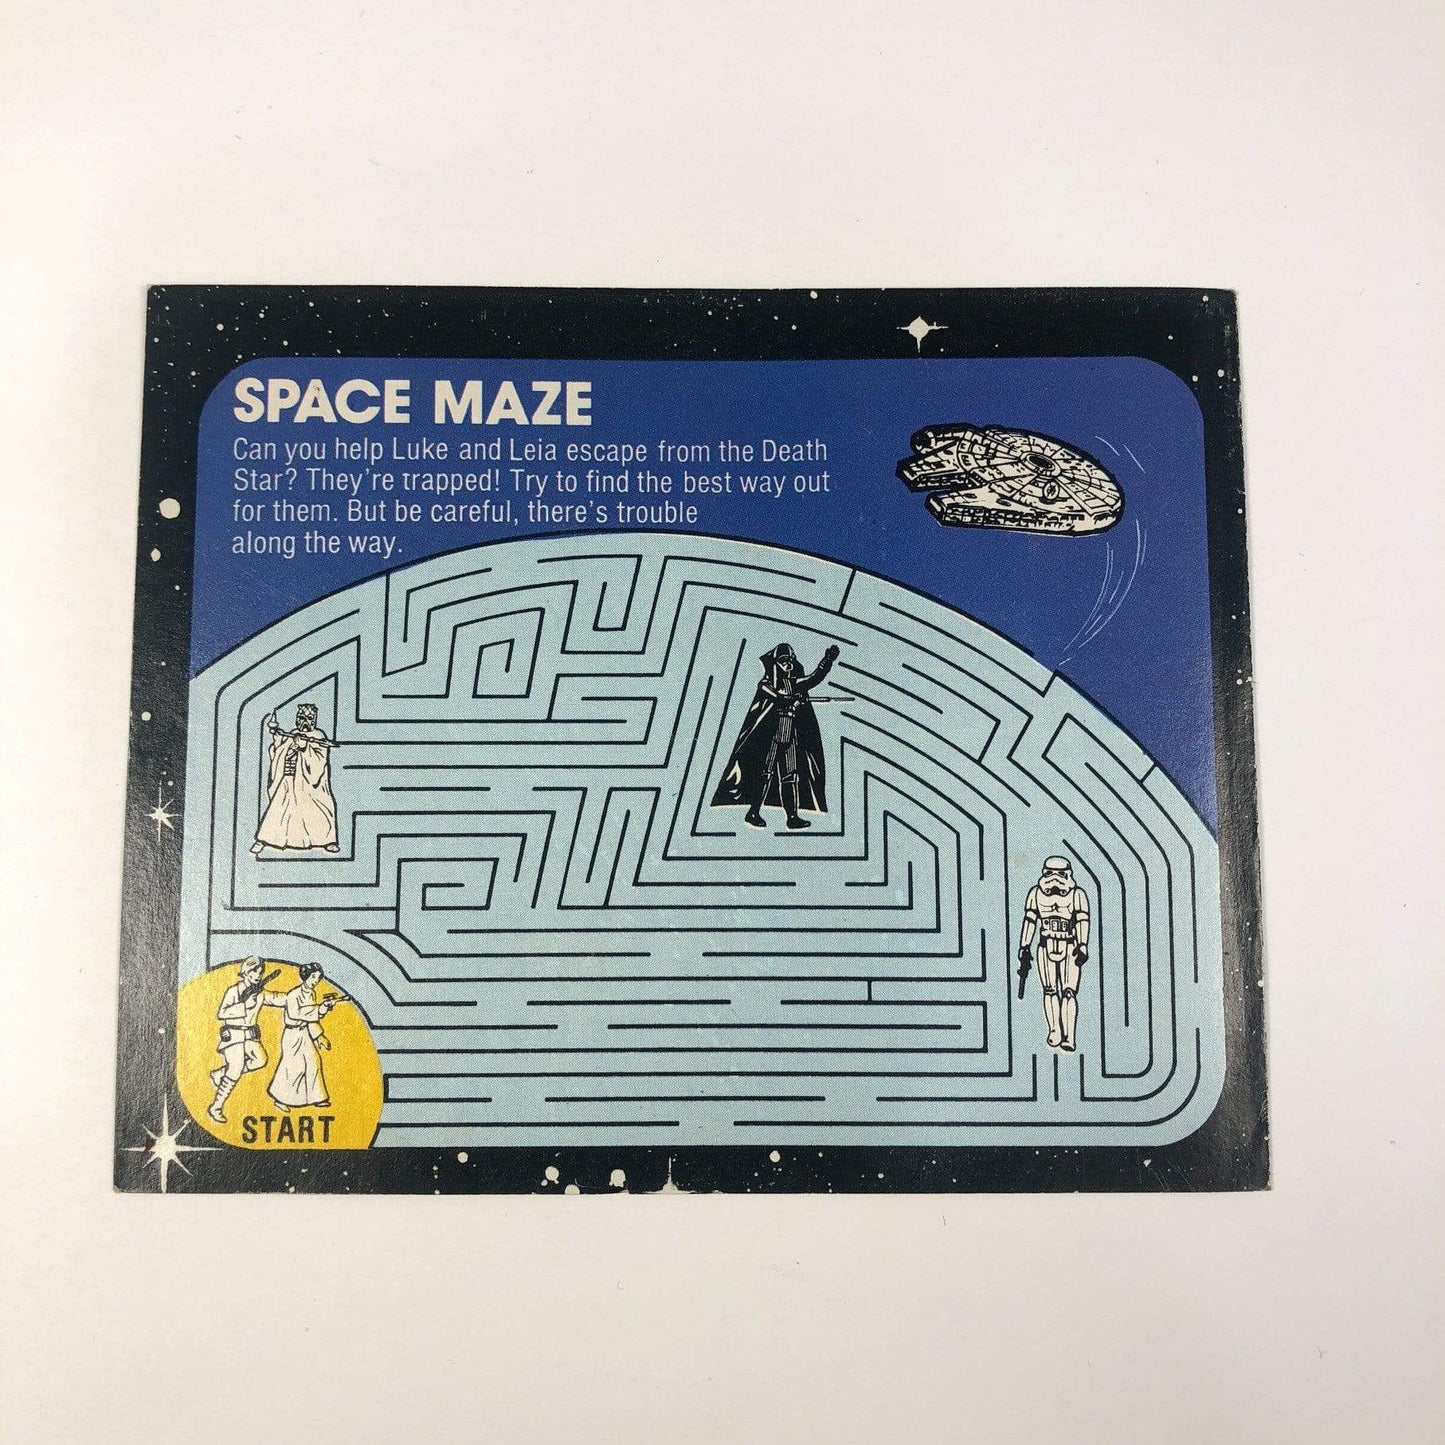 SPACE MAZE
Can you help Luke and Leia escape from the Death
Star? They're trapped! Try to find the best way out
for them. But be careful, there's trouble
along the way.
START